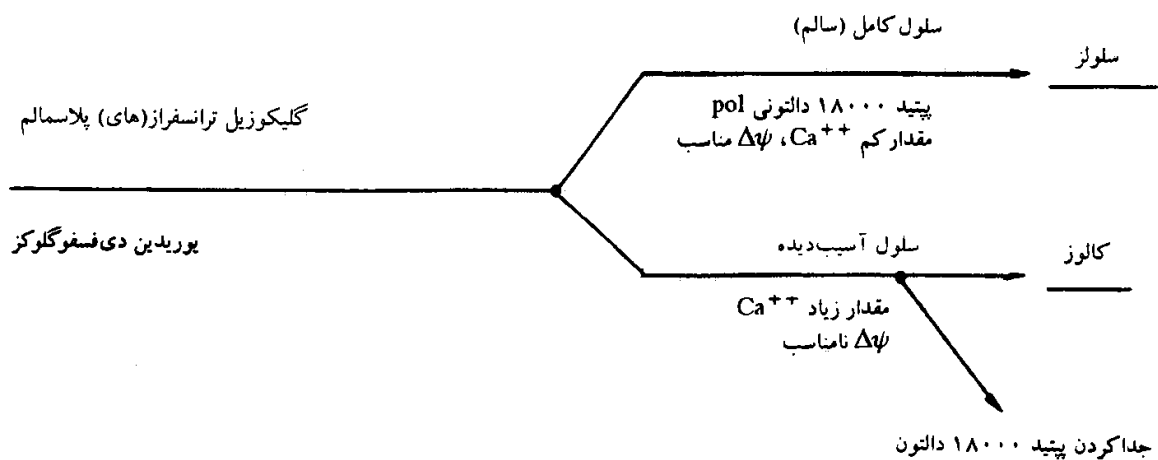 سلول کامل (سالم)
سلولز
پپتید ۱۸۰۰۰ دالتونی pol
مقدار کم Ca++، Δψ مناسب
گلیکوزیل ترانسفراز(های) پلاسمالم
یوریدین دی‌فسفوگلوکز
سلول آسیب‌دیده
کالوز
مقدار زیاد Ca++
Δψ نامناسب
جداکردن پپتید ۱۸۰۰۰ دالتون